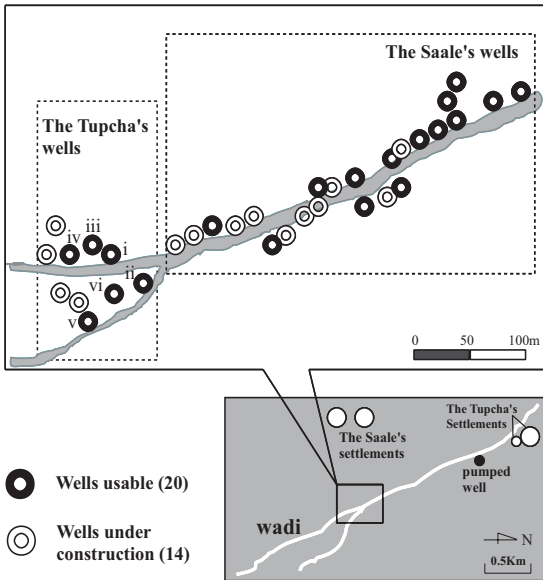 The Saale's wells
The Tupcha's
wells
iii
iv
i
vi
ii
v
0
50
100m
The Tupcha's
Settlements
The Saale's
settlements
pumped
well
Wells usable (20)
wadi
Wells under
construction (14)
N
0.5Km